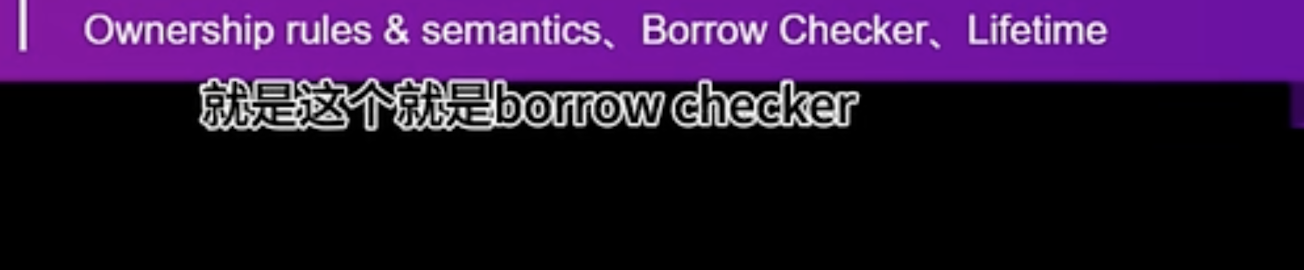 Ownership rules & semantics、Borrow Checker、Lifetime
就是这个就是borrow checker